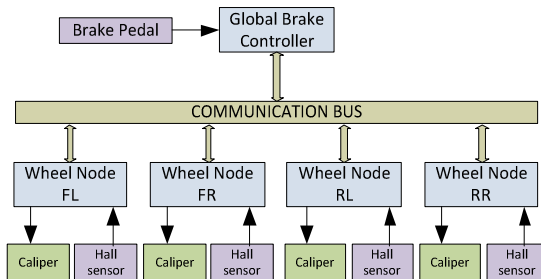 Brake Pedal
Global Brake
Controller
COMMUNICATION BUS
Wheel Node
FL
Wheel Node
FR
Wheel Node
RL
Wheel Node
RR
Caliper
Hall
sensor
Caliper
Hall
sensor
Caliper
Hall
sensor
Caliper
Hall
sensor